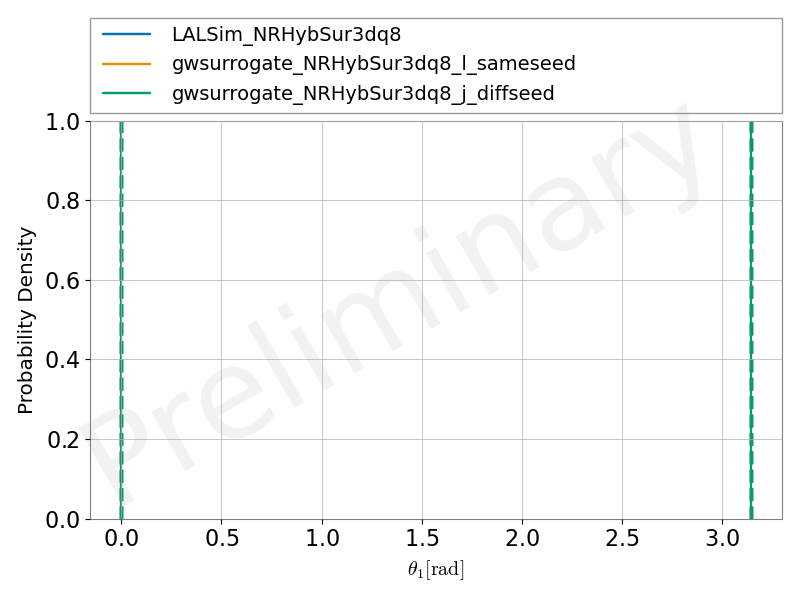 LALSim_NRHybSur3dq8
gwsurrogate_NRHybSur3dq8_l_sameseed
gwsurrogate_NRHybSur3dq8_j_diffseed
1.0
0.8
0.6
0.4
0.2
0.0
Probability Density
Preliminary
0.0 0.5 1.0 1.5 2.0 2.5 3.0
θ₁[rad]